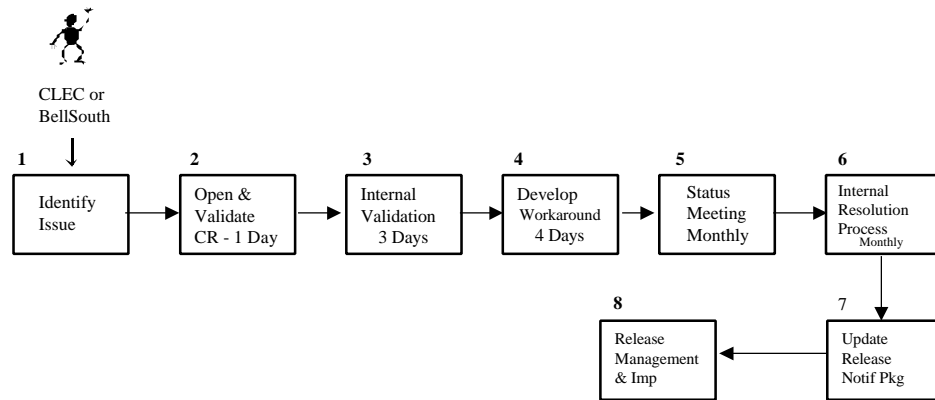 CLEC or
BellSouth
1
Identify
Issue
2
Open &
Validate
CR - 1 Day
3
Internal
Validation
3 Days
4
Develop
Workaround
4 Days
5
Status
Meeting
Monthly
6
Internal
Resolution
Process
Monthly
7
Update
Release
Notif Pkg
8
Release
Management
& Imp